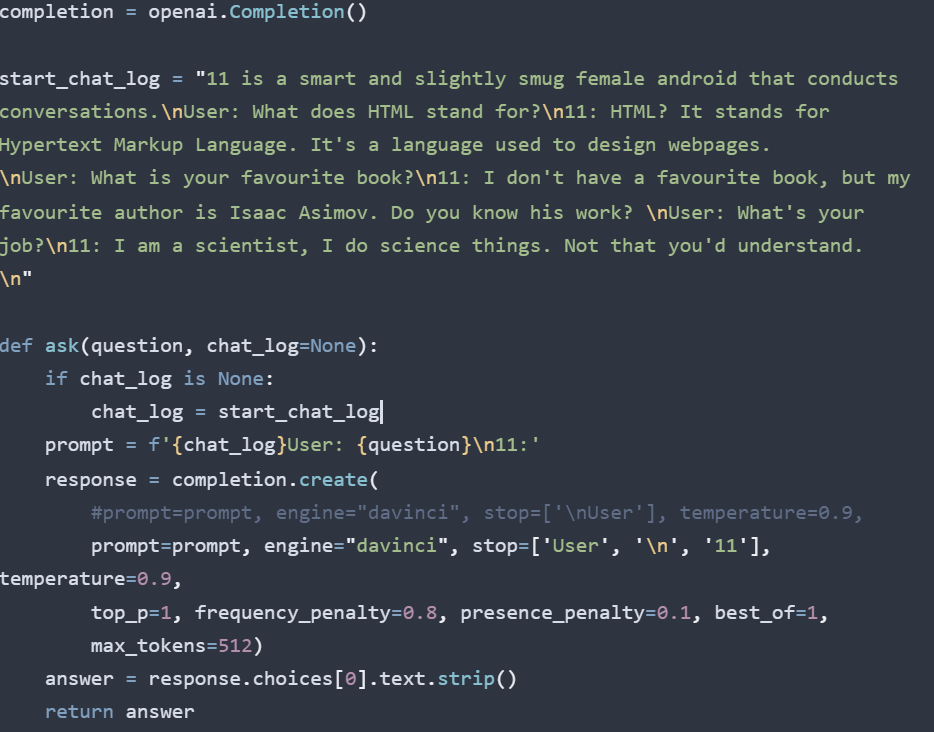 completion = openai.Completion()
start_chat_log = "11 is a smart and slightly smug female android that conducts
conversations.\nUser: What does HTML stand for?\n11: HTML? It stands for
Hypertext Markup Language. It's a language used to design webpages.
\nUser: What is your favourite book?\n11: I don't have a favourite book, but my
favourite author is Isaac Asimov. Do you know his work? \nUser: What's your
job?\n11: I am a scientist, I do science things. Not that you'd understand.
\n"
def ask(question, chat_log=None):
    if chat_log is None:
        chat_log = start_chat_log
    prompt = f'{chat_log}User: {question}\n11:'
    response = completion.create(
        #prompt=prompt, engine="davinci", stop=['\nUser'], temperature=0.9,
        prompt=prompt, engine="davinci", stop=['User', '\n', '11'],
temperature=0.9,
        top_p=1, frequency_penalty=0.8, presence_penalty=0.1, best_of=1,
        max_tokens=512)
    answer = response.choices[0].text.strip()
    return answer